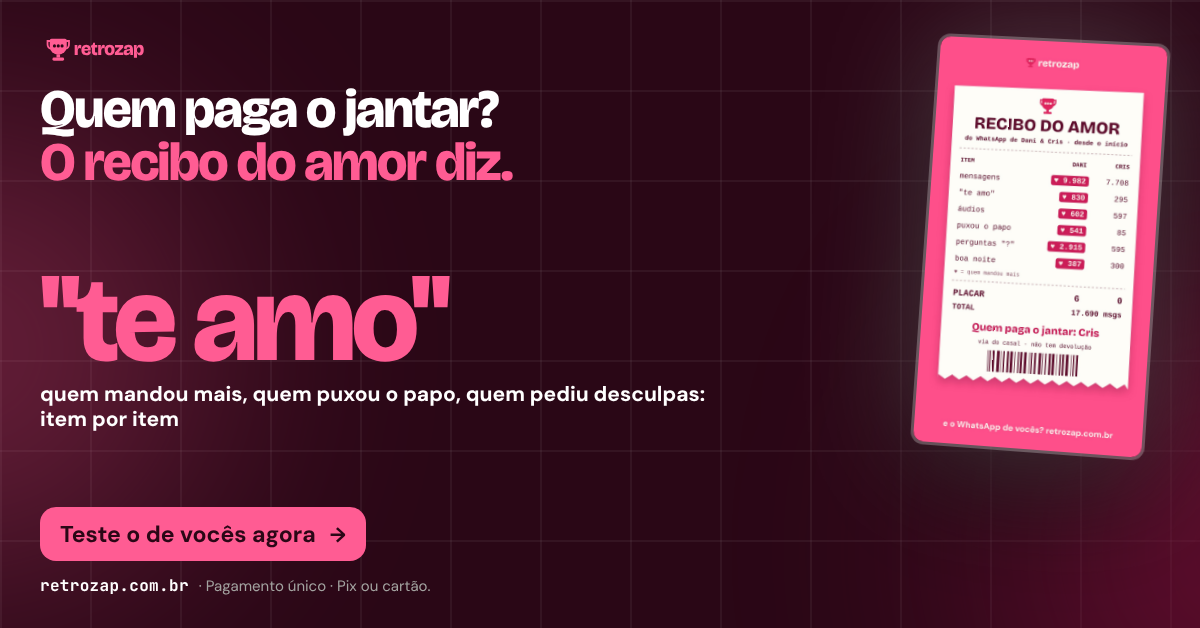 retrozap
Quem paga o jantar?
O recibo do amor diz.
"te amo"
quem mandou mais, quem puxou o papo, quem pediu desculpas:
item por item
Teste o de vocês agora →
retrozap.com.br · Pagamento único · Pix ou cartão.
retrozap
RECIBO DO AMOR
do WhatsApp de Dani & Cris · desde o início
ITEM DANI CRIS
mensagens ♥ 9.982 7.708
"te amo" ♥ 830 295
áudios ♥ 602 597
puxou o papo ♥ 541 85
perguntas "?" ♥ 2.915 595
boa noite ♥ 387 300
♥ = quem mandou mais
PLACAR 6 0
TOTAL 17.690 msgs
Quem paga o jantar: Cris
via do casal · não tem devolução
e o WhatsApp de vocês? retrozap.com.br